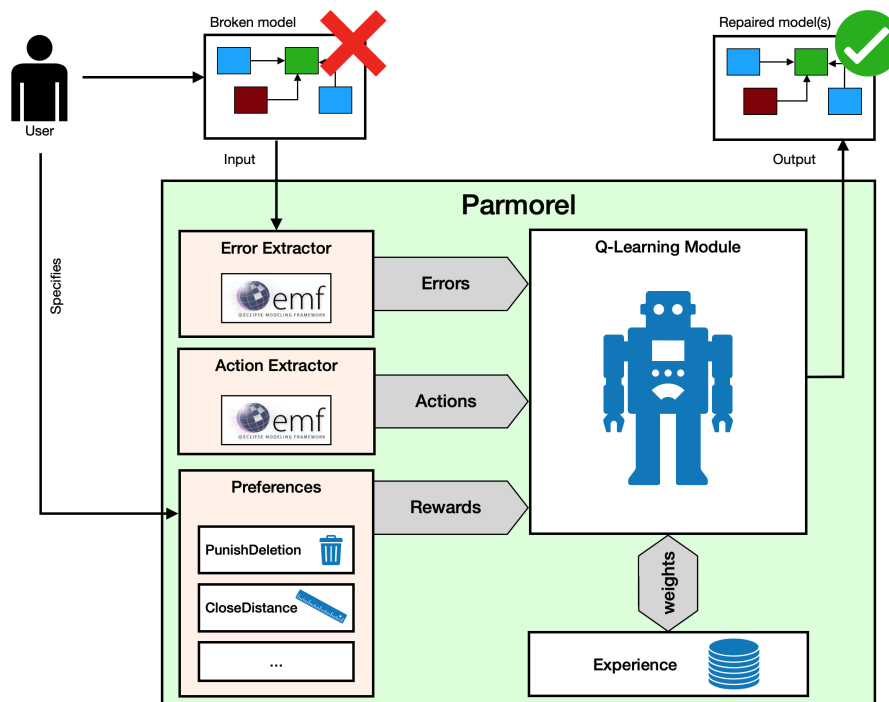 Broken model
Repaired model(s)
User
Input
Output
Specifies
Parmorel
Error Extractor
emf
ECLIPSE MODELING FRAMEWORK
Errors
Q-Learning Module
Action Extractor
emf
ECLIPSE MODELING FRAMEWORK
Actions
Preferences
Rewards
PunishDeletion
CloseDistance
...
weights
Experience